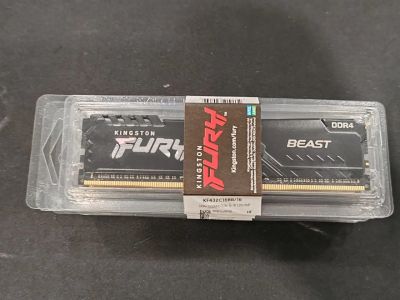 KINGSTON
FURY
KINGSTON
FURY
Kingston.com/fury
DDR4
BEAST
KF432C16BB/16